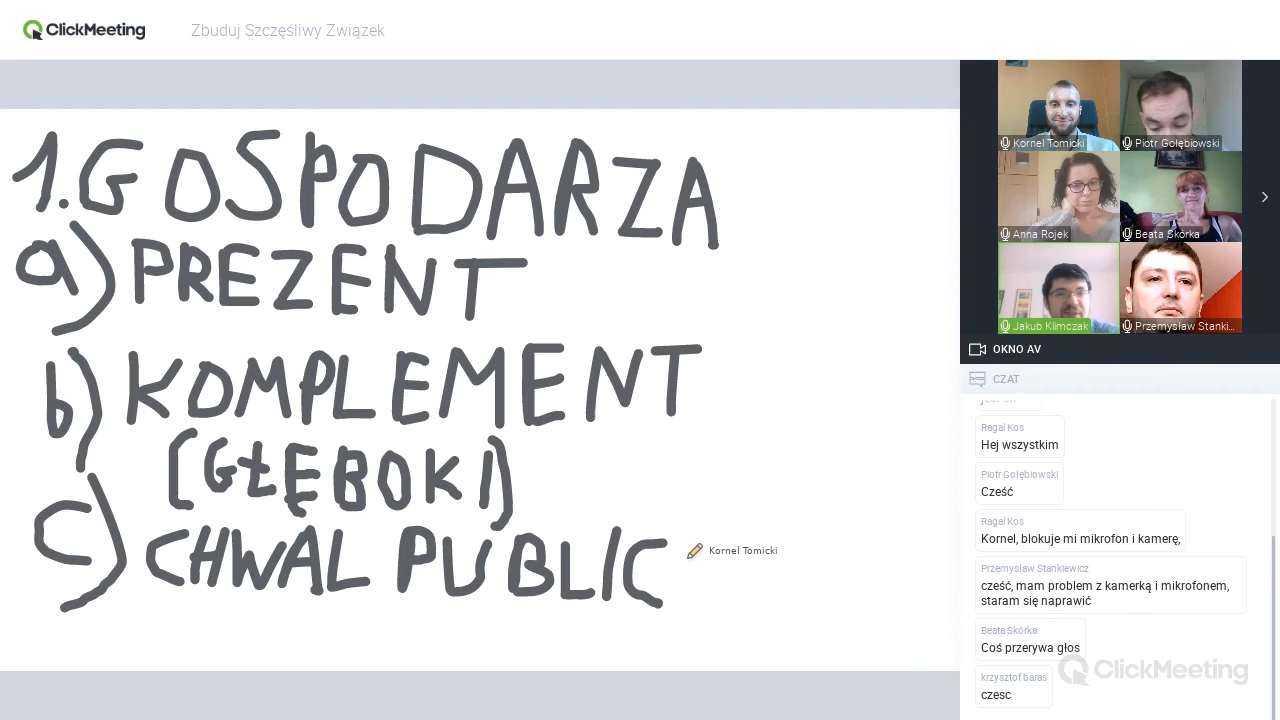 ClickMeeting
Zbuduj Szczęśliwy Związek
1.GOSPODARZA
a) PREZENT
b) KOMPLEMENT
(GŁĘBOKI)
c) CHWAL PUBLIC
Kornel Tomicki
Kornel Tomicki
Piotr Gołębiowski
Anna Rojek
Beata Skórka
Jakub Klimczak
Przemysław Stanki...
OKNO AV
CZAT
Ragal Kos
Hej wszystkim
Piotr Gołębiowski
Cześć
Ragal Kos
Kornel, blokuje mi mikrofon i kamerę,
Przemysław Stankiewicz
cześć, mam problem z kamerką i mikrofonem,
staram się naprawić
Beata Skórka
Coś przerywa głos
krzysztof baras
czesc
ClickMeeting